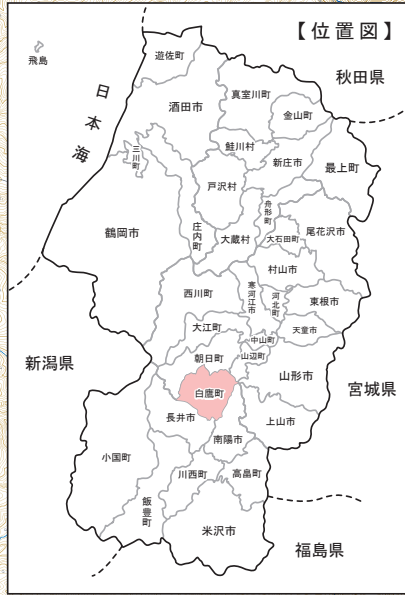 【位置図】
飛島
遊佐町
秋田県
日本海
酒田市
真室川町
金山町
鮭川村
三川町
新庄市
最上町
戸沢村
舟形町
鶴岡市
庄内町
大蔵村
大石田町
尾花沢市
村山市
西川町
寒河江市
河北町
東根市
大江町
天童市
中山町
新潟県
朝日町
山辺町
山形市
宮城県
白鷹町
長井市
上山市
南陽市
小国町
川西町
高畠町
飯豊町
米沢市
福島県